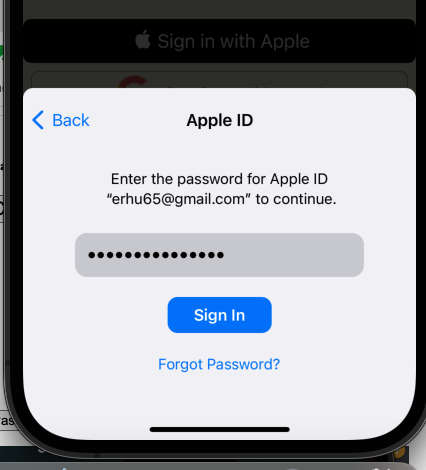 Sign in with Apple
Back
Apple ID
Enter the password for Apple ID
“erhu65@gmail.com” to continue.
•••••••••••••••
Sign In
Forgot Password?